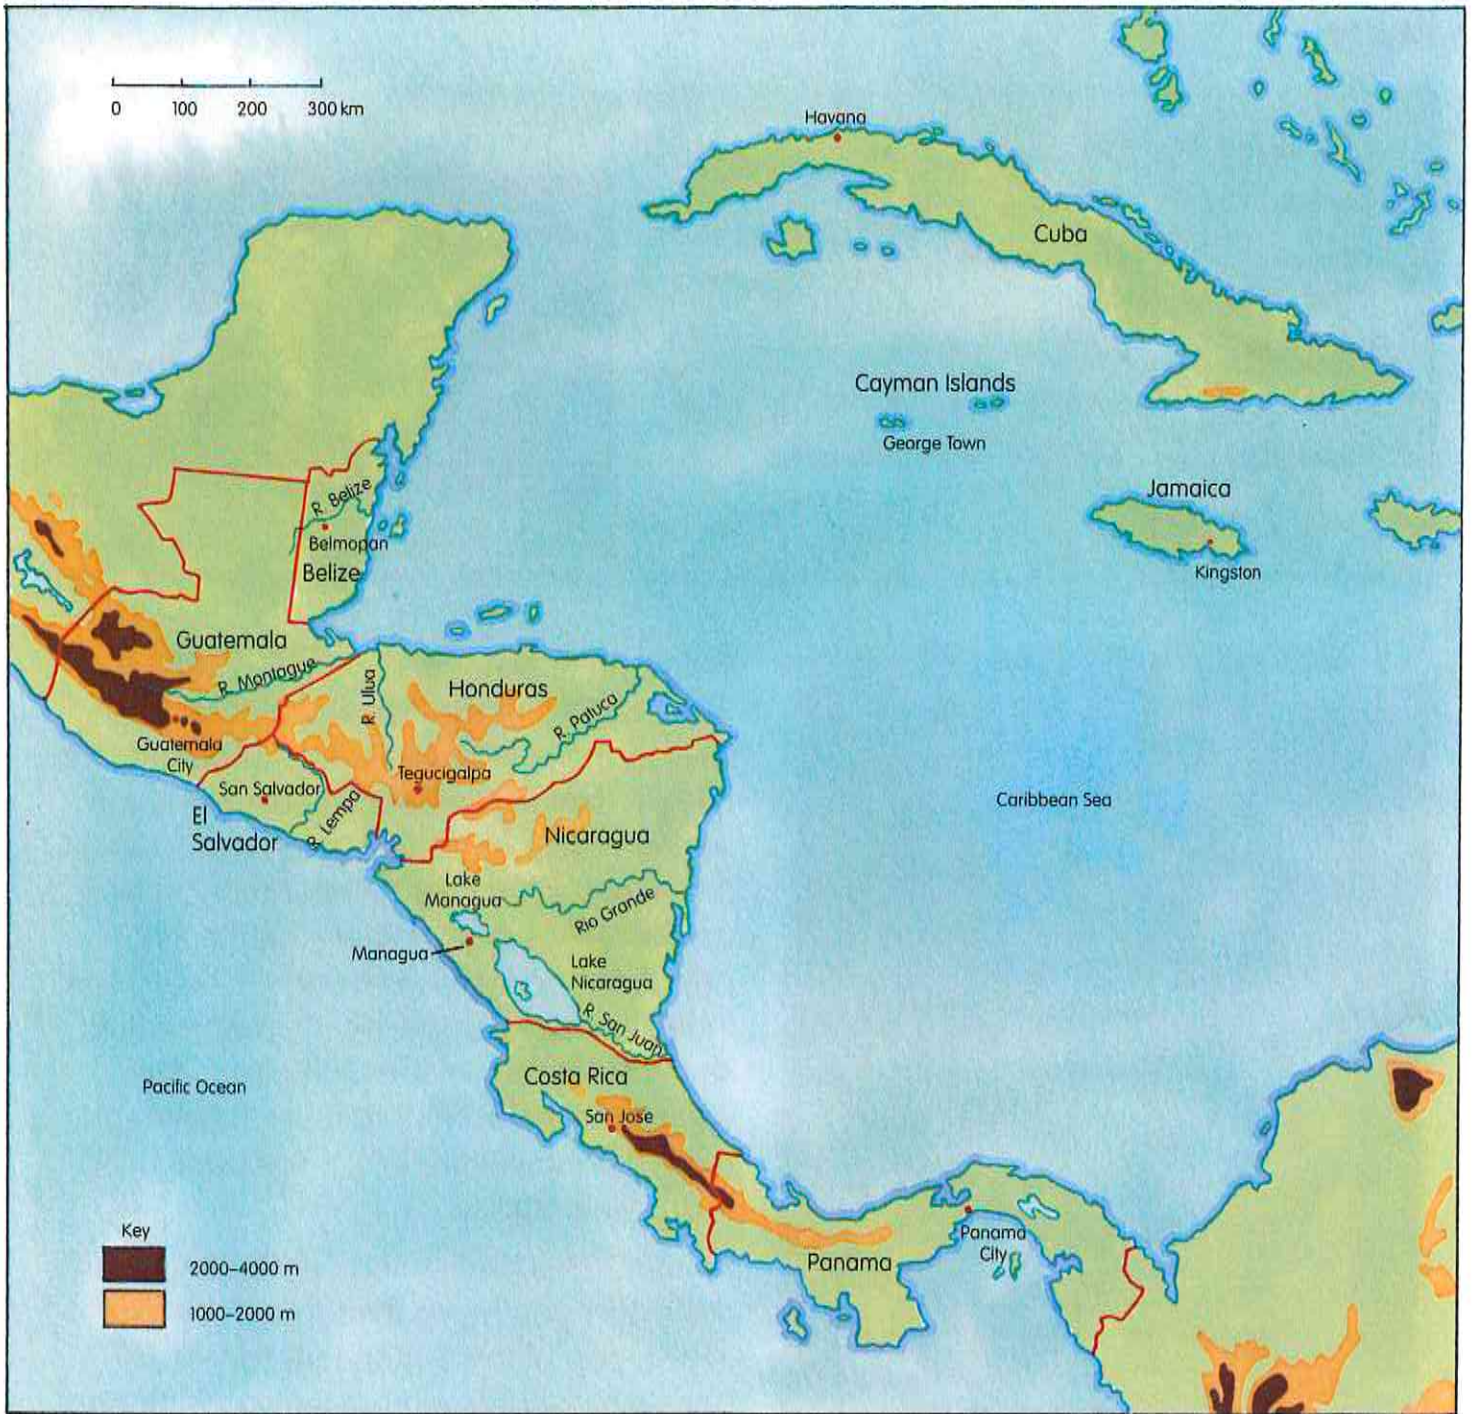 0 100 200 300 km
Havana
Cuba
Cayman Islands
George Town
Jamaica
Kingston
R. Belize
Belmopan
Belize
Guatemala
R. Montague
R. Ulua
Honduras
R. Patuca
Guatemala
City
Tegucigalpa
San Salvador
R. Lempa
El
Salvador
Caribbean Sea
Nicaragua
Lake
Managua
Rio Grande
Managua
Lake
Nicaragua
R. San Juan
Costa Rica
Pacific Ocean
San Jose
Panama
City
Panama
Key
2000–4000 m
1000–2000 m